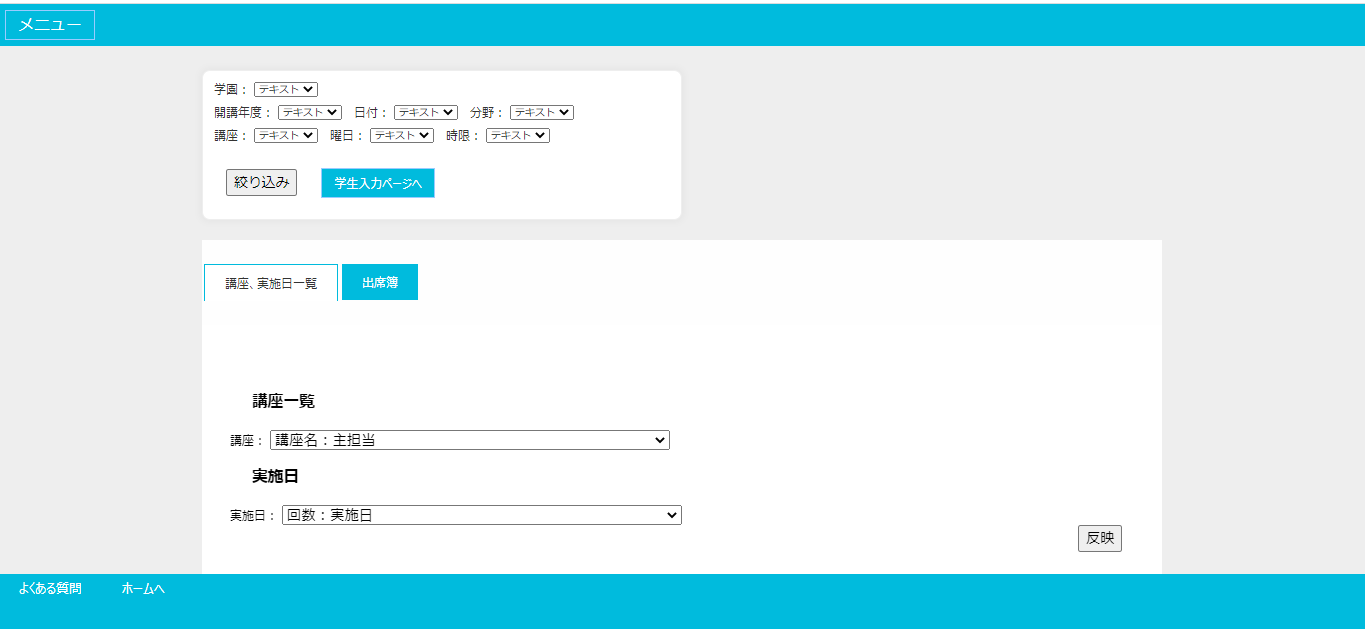 メニュー
学園： テキスト
開講年度： テキスト 日付： テキスト 分野： テキスト
講座： テキスト 曜日： テキスト 時限： テキスト
絞り込み 学生入力ページへ
講座、実施日一覧 出席簿
講座一覧
講座： 講座名：主担当
実施日
実施日： 回数：実施日
反映
よくある質問 ホームへ